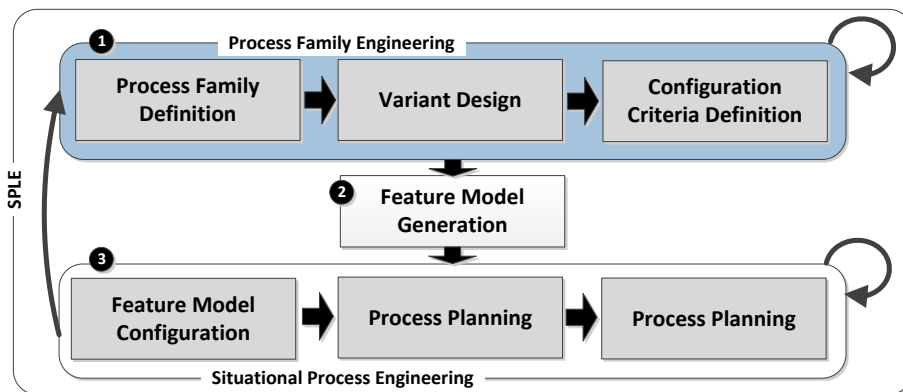 1
Process Family Engineering
Process Family
Definition
Variant Design
Configuration
Criteria Definition
SPLE
2
Feature Model
Generation
3
Feature Model
Configuration
Process Planning
Process Planning
Situational Process Engineering